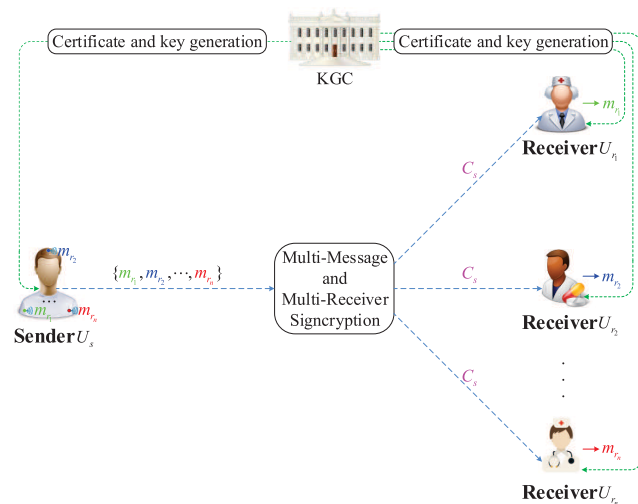 Certificate and key generation
KGC
Certificate and key generation
m_{r_1}
Receiver U_{r_1}
C_s
m_{r_2}
{m_{r_1}, m_{r_2}, ···, m_{r_n}}
Multi-Message
and
Multi-Receiver
Signcryption
C_s
m_{r_2}
...
m_{r_1} m_{r_n}
Sender U_s
Receiver U_{r_2}
C_s
m_{r_n}
Receiver U_{r_n}